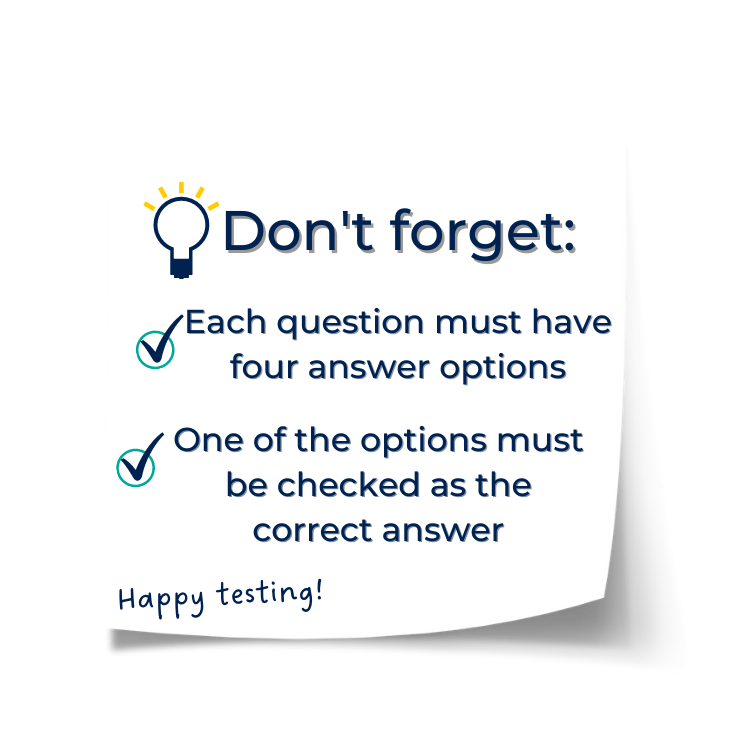 Don't forget:
Each question must have
four answer options
One of the options must
be checked as the
correct answer
Happy testing!